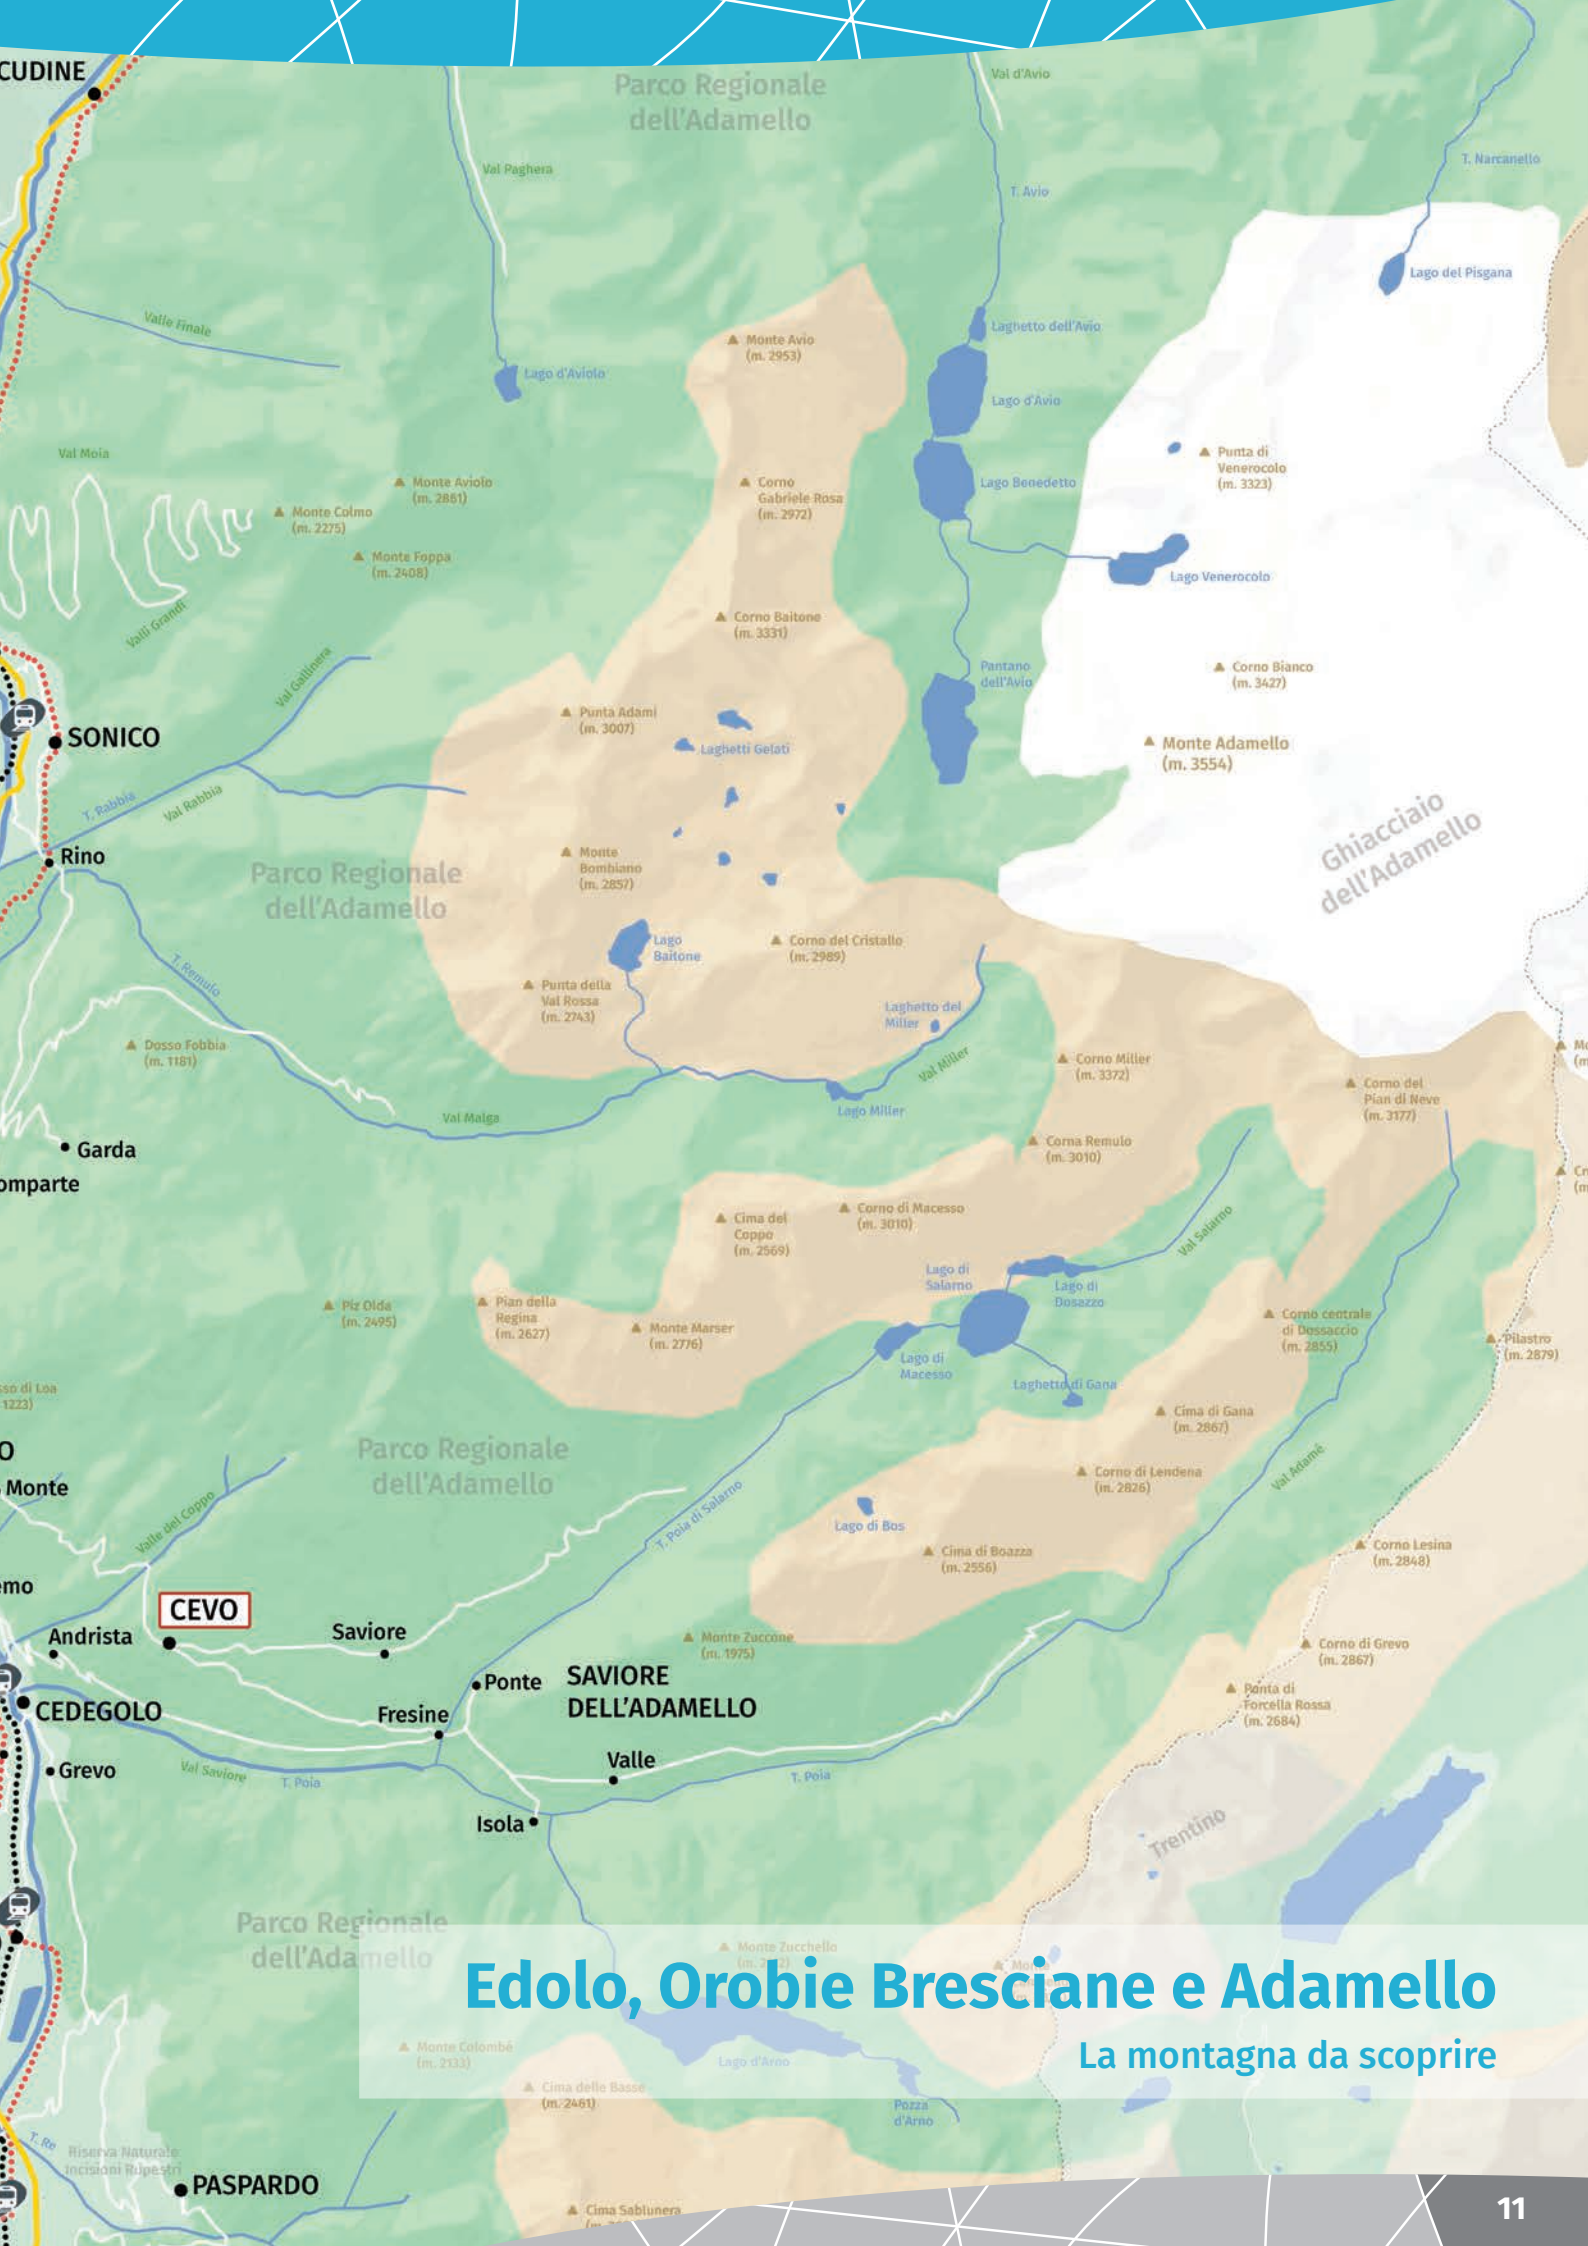 CUDINE
Parco Regionale
dell'Adamello
Val d'Avio
Val Paghera
T. Avio
T. Narcanello
Lago del Pisgana
Valle Finale
Laghetto dell'Avio
Monte Avio
(m. 2953)
Lago d'Aviolo
Lago d'Avio
Val Moia
Monte Aviolo
(m. 2881)
Corno
Gabriele Rosa
(m. 2972)
Lago Benedetto
Punta di
Venerocolo
(m. 3323)
Monte Colmo
(m. 2275)
Monte Foppa
(m. 2408)
Lago Venerocolo
Valli Grandi
Corno Baitone
(m. 3331)
Val Gallinera
Pantano
dell'Avio
Corno Bianco
(m. 3427)
Punta Adami
(m. 3007)
Laghetti Gelati
SONICO
Monte Adamello
(m. 3554)
T. Rabbia
Val Rabbia
Ghiacciaio
dell'Adamello
Rino
Parco Regionale
dell'Adamello
Monte
Bombiano
(m. 2857)
Lago
Baitone
Corno del Cristallo
(m. 2989)
T. Remulo
Punta della
Val Rossa
(m. 2743)
Laghetto del
Miller
Dosso Fobbia
(m. 1181)
Val Miller
Corno Miller
(m. 3372)
Corno del
Pian di Neve
(m. 3177)
Val Malga
Lago Miller
Garda
Corna Remulo
(m. 3010)
omparte
Cima del
Coppo
(m. 2569)
Corno di Macesso
(m. 3010)
Val Salarno
Lago di
Salarno
Lago di
Dosazzo
Piz Olda
(m. 2495)
Pian della
Regina
(m. 2627)
Monte Marser
(m. 2776)
Corno centrale
di Dossaccio
(m. 2855)
Pilastro
(m. 2879)
Lago di
Macesso
Laghetto di Gana
sso di Loa
1223)
Cima di Gana
(m. 2867)
O
Monte
Parco Regionale
dell'Adamello
Corno di Lendena
(m. 2826)
Val Adamé
Valle del Coppo
T. Poia di Salarno
Lago di Bos
Cima di Boazza
(m. 2556)
Corno Lesina
(m. 2848)
emo
CEVO
Andrista
Saviore
Monte Zuccone
(m. 1975)
Corno di Grevo
(m. 2867)
Ponte
SAVIORE
DELL'ADAMELLO
Punta di
Forcella Rossa
(m. 2684)
CEDEGOLO
Fresine
Grevo
Val Saviore
T. Poia
Valle
T. Poia
Isola
Trentino
Parco Regionale
dell'Adamello
Monte Zucchello
Edolo, Orobie Bresciane e Adamello
La montagna da scoprire
Monte Colombé
(m. 2133)
Lago d'Arno
Cima delle Basse
(m. 2461)
Pozza
d'Arno
T. Re
Riserva Naturale
Incisioni Rupestri
PASPARDO
Cima Sablunera
11